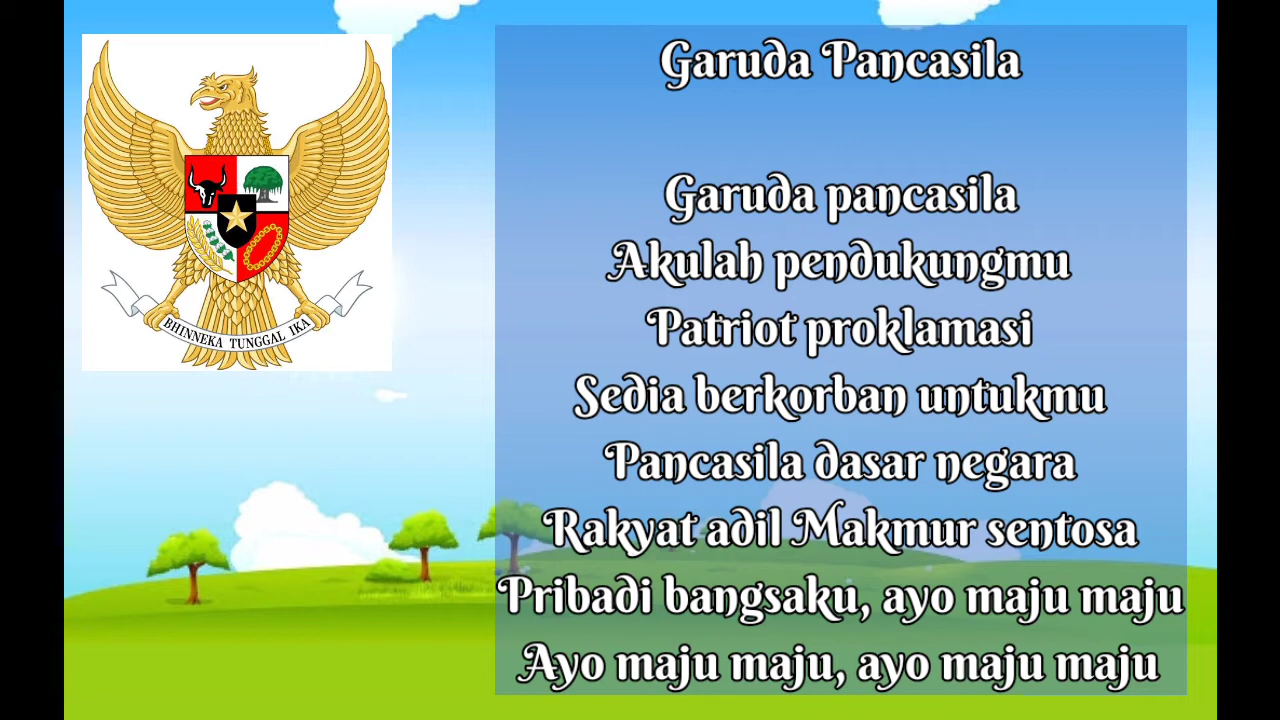 Garuda Pancasila
BHINNEKA TUNGGAL IKA
Garuda pancasila
Akulah pendukungmu
Patriot proklamasi
Sedia berkorban untukmu
Pancasila dasar negara
Rakyat adil Makmur sentosa
Pribadi bangsaku, ayo maju maju
Ayo maju maju, ayo maju maju